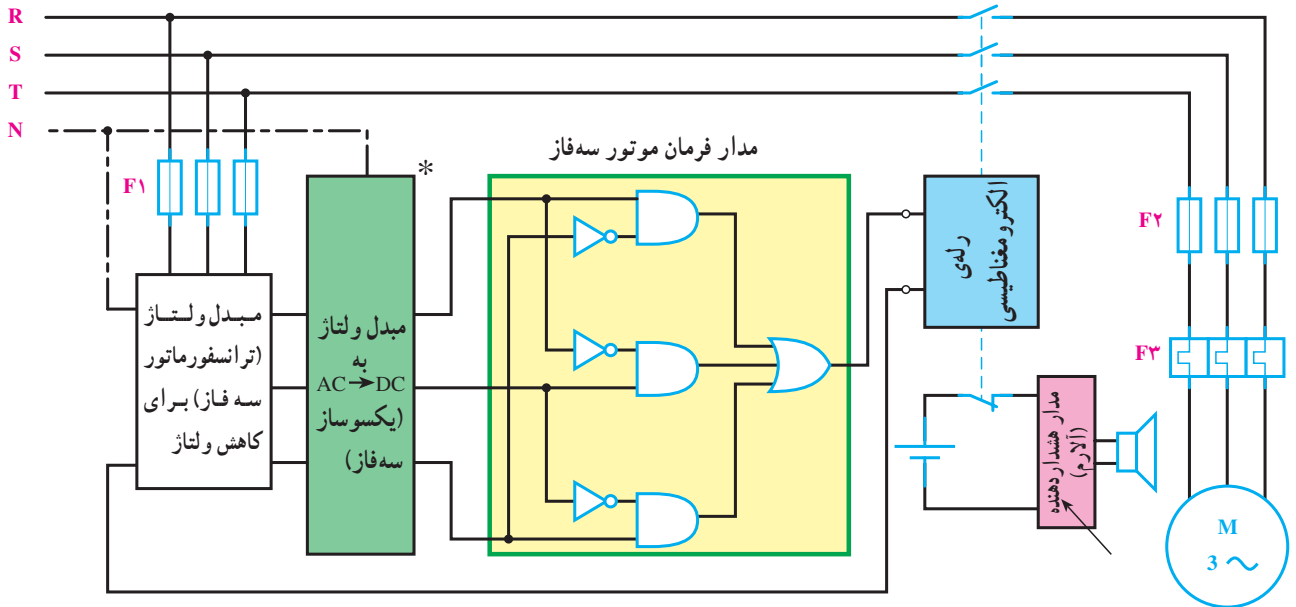 R
S
T
N
مدار فرمان موتور سه‌فاز
*
F۱
مبدل ولتاژ
(ترانسفورماتور
سه فاز) برای
کاهش ولتاژ
مبدل ولتاژ
به
AC→DC
(یکسوساز
سه‌فاز)
رله‌ی
الکترومغناطیسی
F۲
F۳
مدار هشداردهنده
(آلارم)
M
3 ~